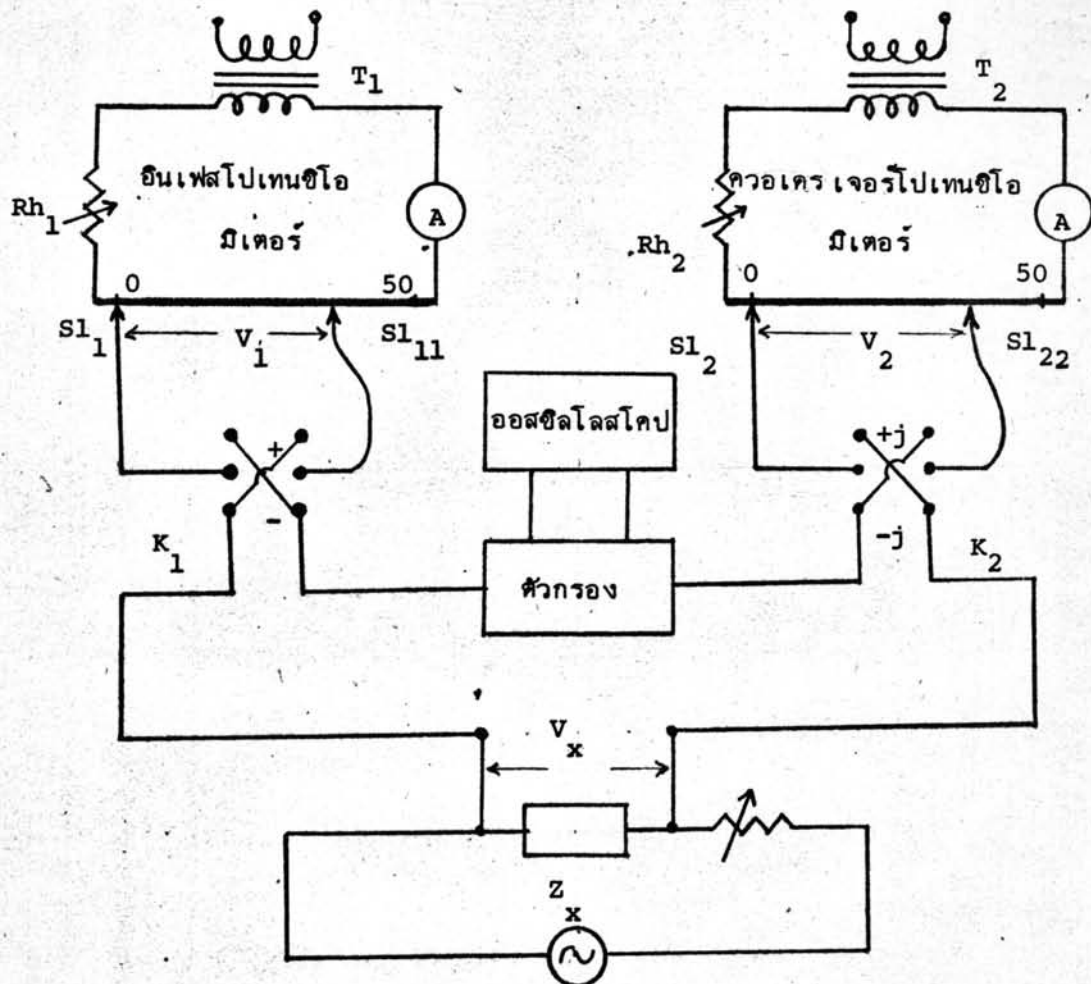 T1
T2
อินเฟสโปเทนซิโอ
มิเตอร์
Rh1
A
0
50
ควอเดรเจอร์โปเทนซิโอ
มิเตอร์
Rh2
A
0
50
Sl1
V1
Sl11
Sl2
V2
Sl22
ออสซิลโลสโคป
+
-
K1
+j
-j
K2
ตัวกรอง
Vx
Zx